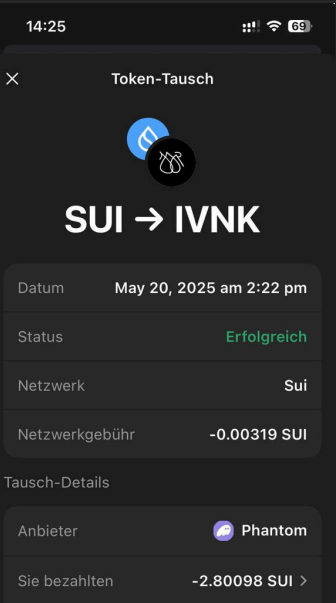 14:25
69
Token-Tausch
SUI → IVNK
Datum May 20, 2025 am 2:22 pm
Status Erfolgreich
Netzwerk Sui
Netzwerkgebühr -0.00319 SUI
Tausch-Details
Anbieter Phantom
Sie bezahlten -2.80098 SUI >